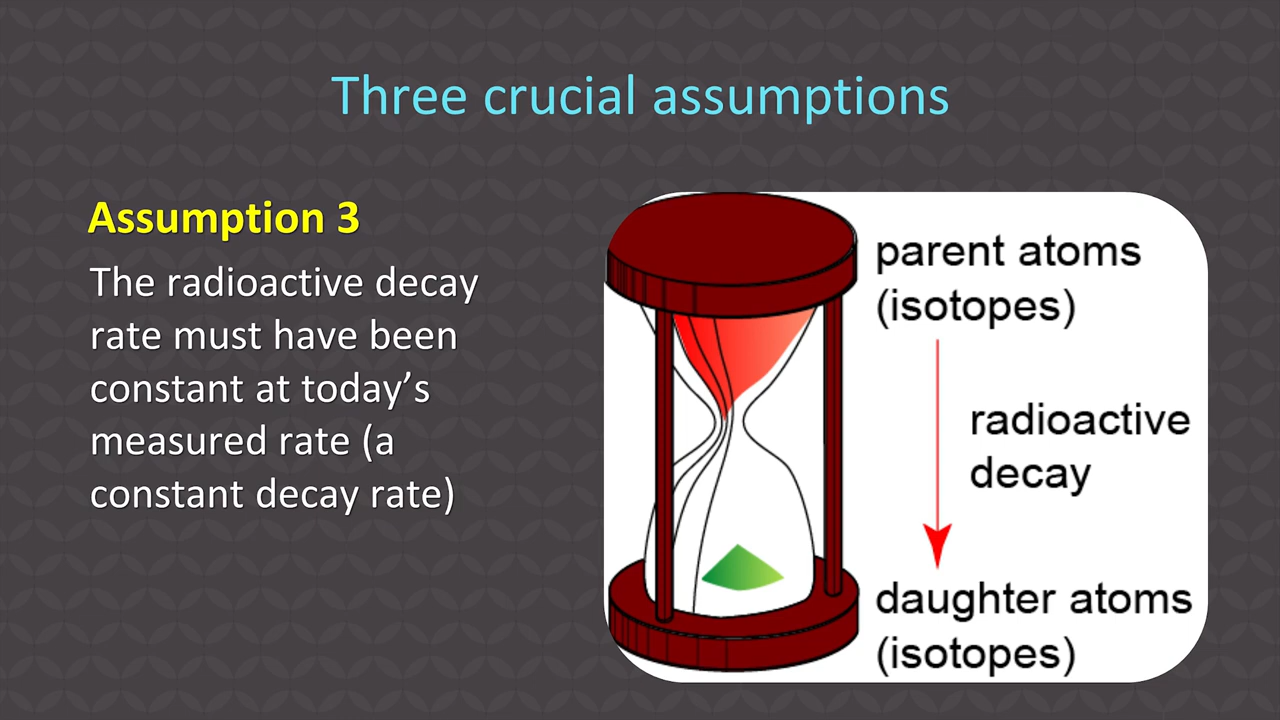 Three crucial assumptions
Assumption 3
The radioactive decay
rate must have been
constant at today’s
measured rate (a
constant decay rate)
parent atoms
(isotopes)
radioactive
decay
daughter atoms
(isotopes)